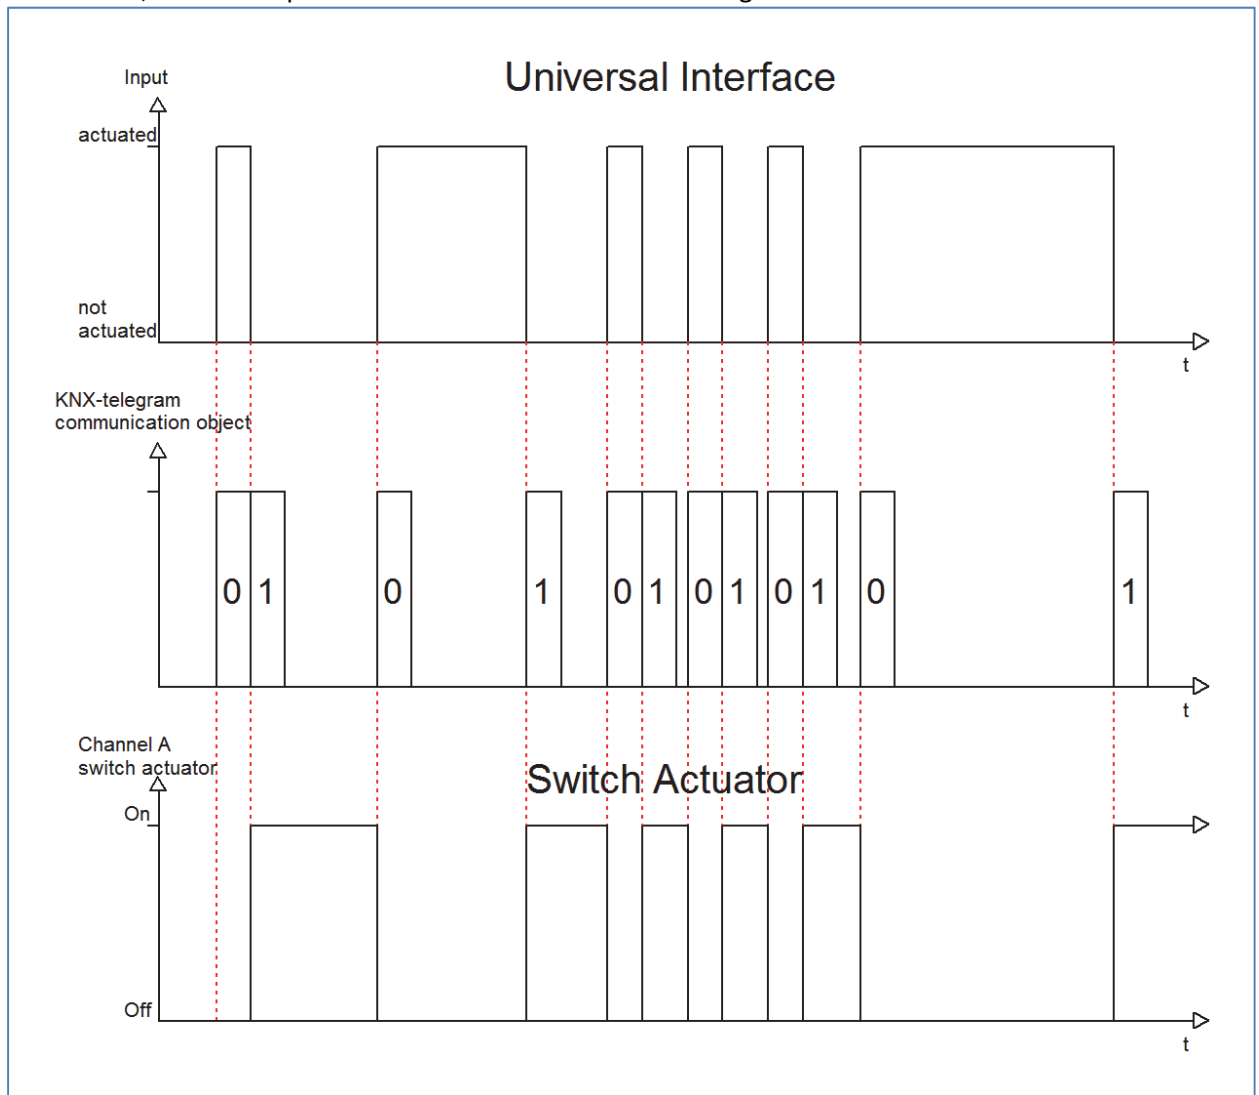 Universal Interface
Input
actuated
not
actuated
t
KNX-telegram
communication object
0 1 0 1 0 1 0 1 0 1 0 1
t
Channel A
switch actuator
Switch Actuator
On
Off
t